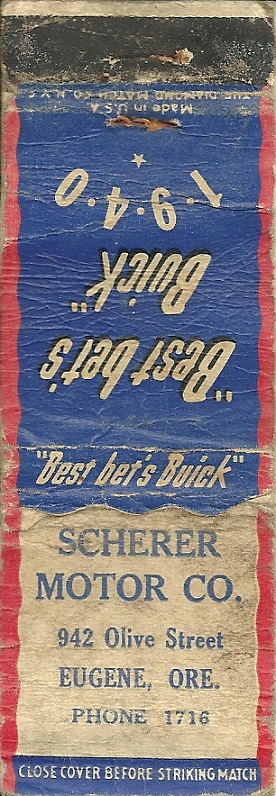 Made in U.S.A.
THE DIAMOND MATCH CO. N.Y.C.
1·9·4·0
"Best bet's
Buick"
"Best bet's Buick"
SCHERER
MOTOR CO.
942 Olive Street
EUGENE, ORE.
PHONE 1716
CLOSE COVER BEFORE STRIKING MATCH